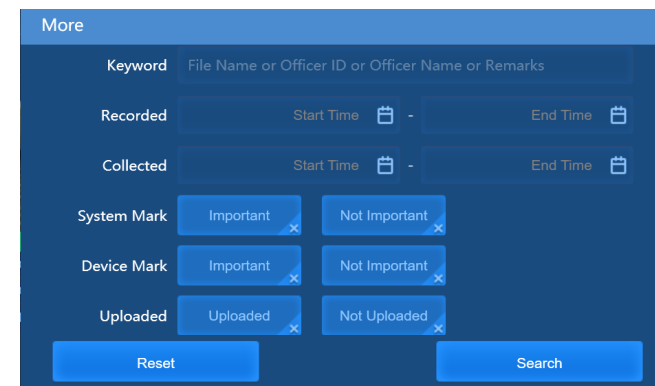 More
Keyword File Name or Officer ID or Officer Name or Remarks
Recorded Start Time - End Time
Collected Start Time - End Time
System Mark Important Not Important
Device Mark Important Not Important
Uploaded Uploaded Not Uploaded
Reset Search